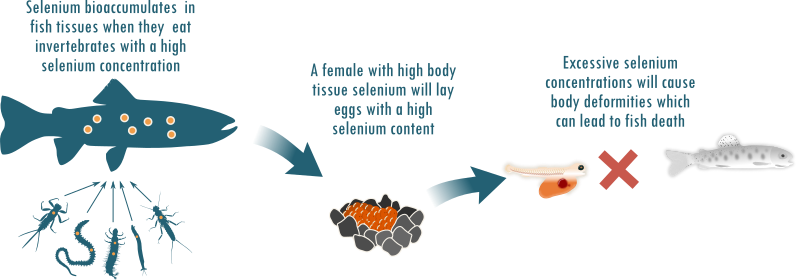 Selenium bioaccumulates in
fish tissues when they eat
invertebrates with a high
selenium concentration
A female with high body
tissue selenium will lay
eggs with a high
selenium content
Excessive selenium
concentrations will cause
body deformities which
can lead to fish death